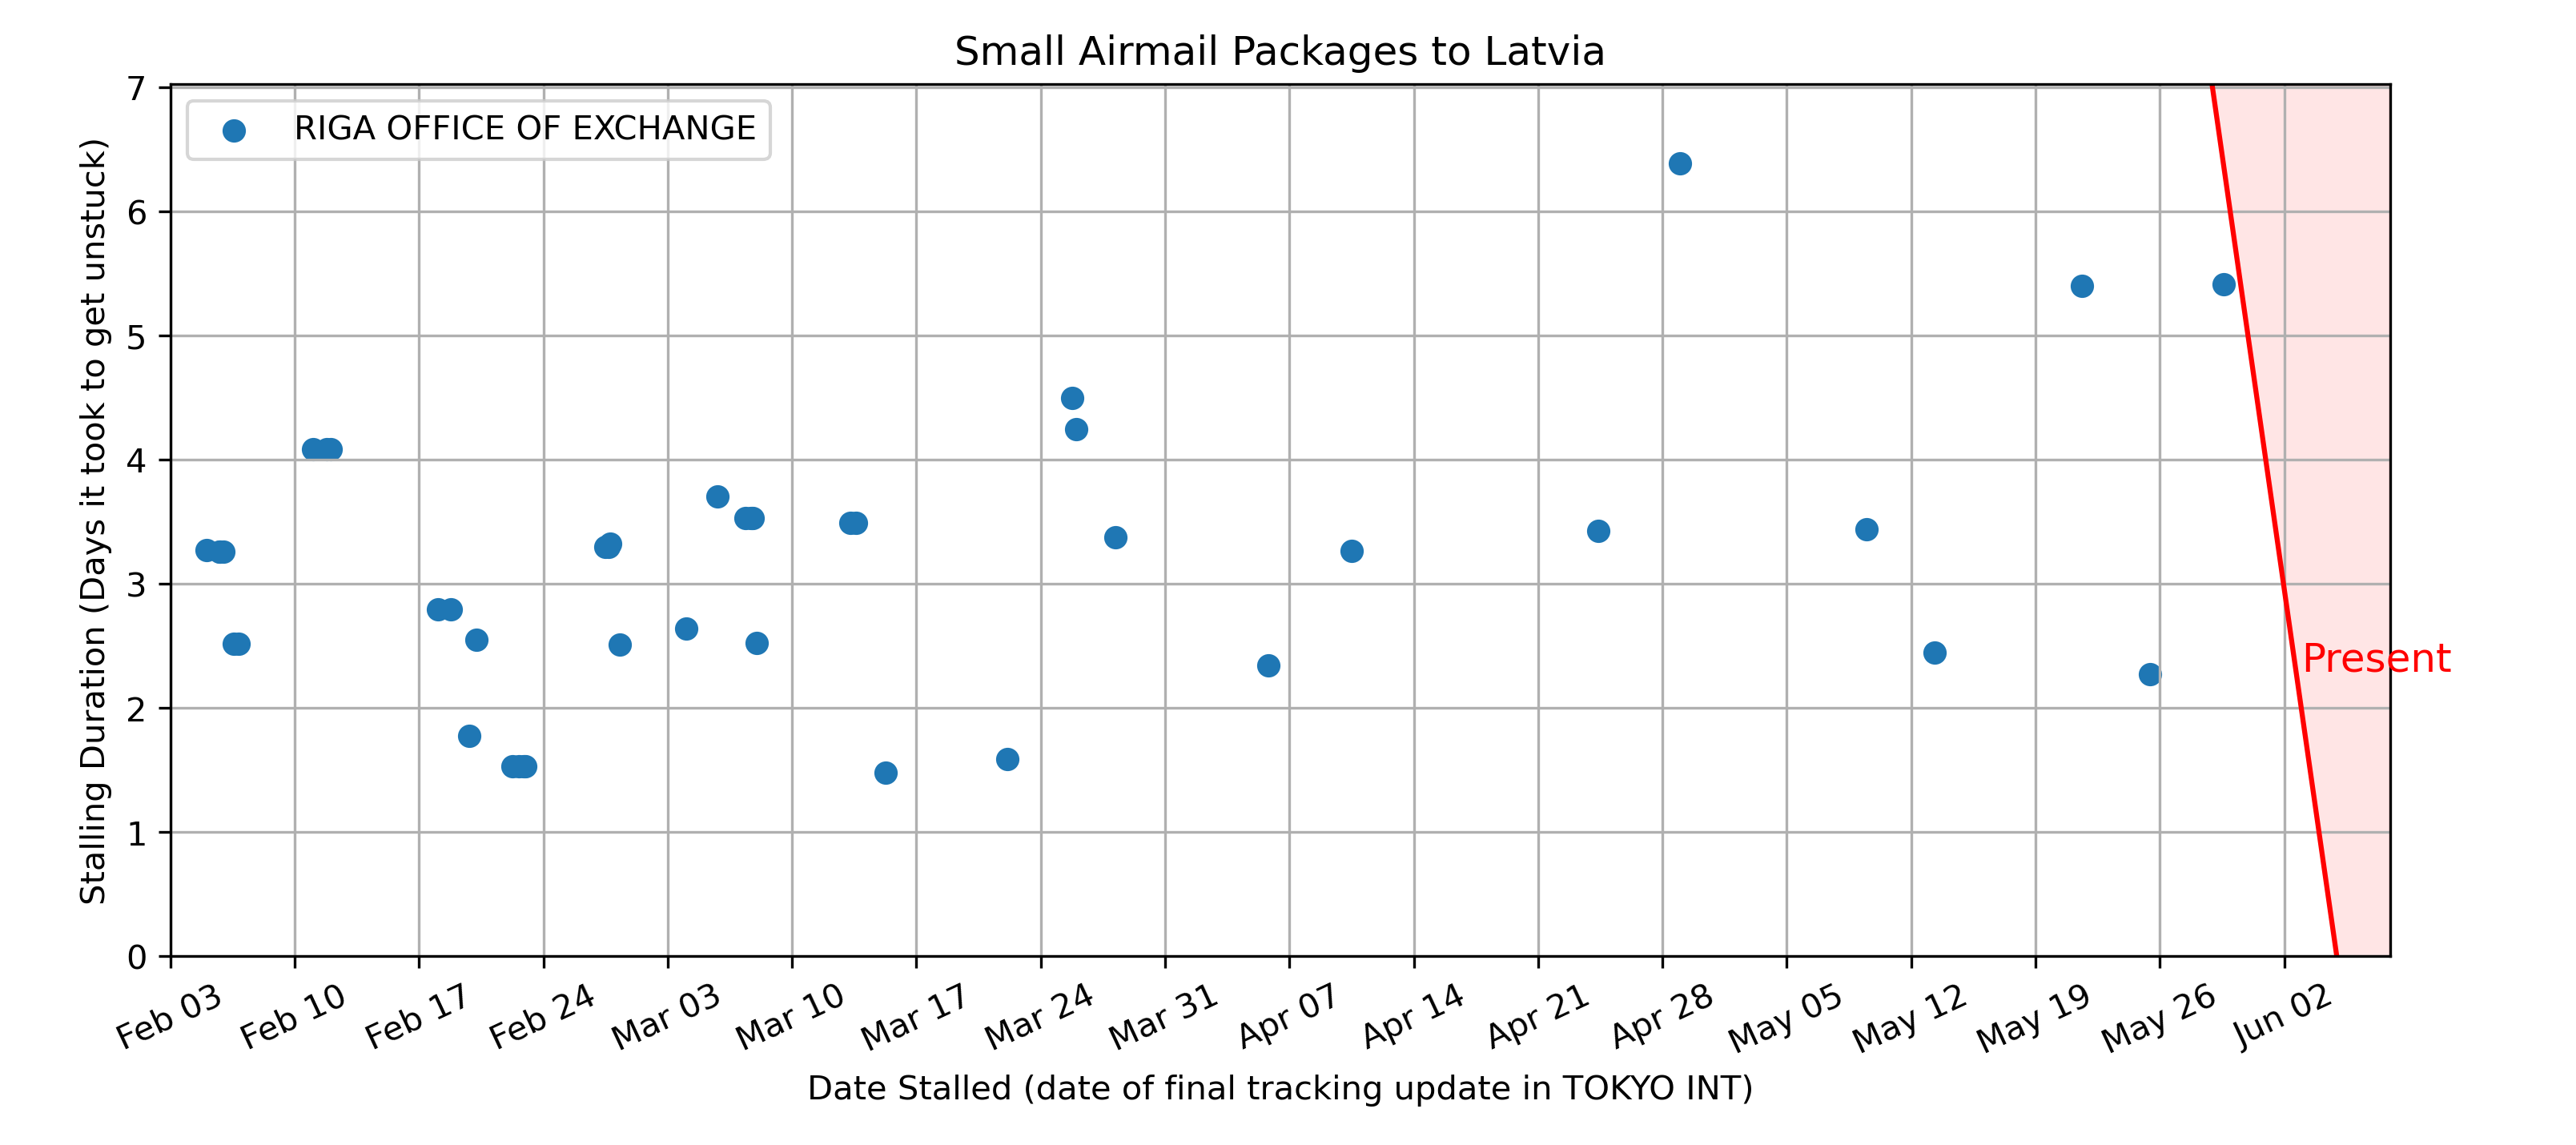 Small Airmail Packages to Latvia
RIGA OFFICE OF EXCHANGE
Stalling Duration (Days it took to get unstuck)
7
6
5
4
3
2
1
0
Present
Feb 03
Feb 10
Feb 17
Feb 24
Mar 03
Mar 10
Mar 17
Mar 24
Mar 31
Apr 07
Apr 14
Apr 21
Apr 28
May 05
May 12
May 19
May 26
Jun 02
Date Stalled (date of final tracking update in TOKYO INT)